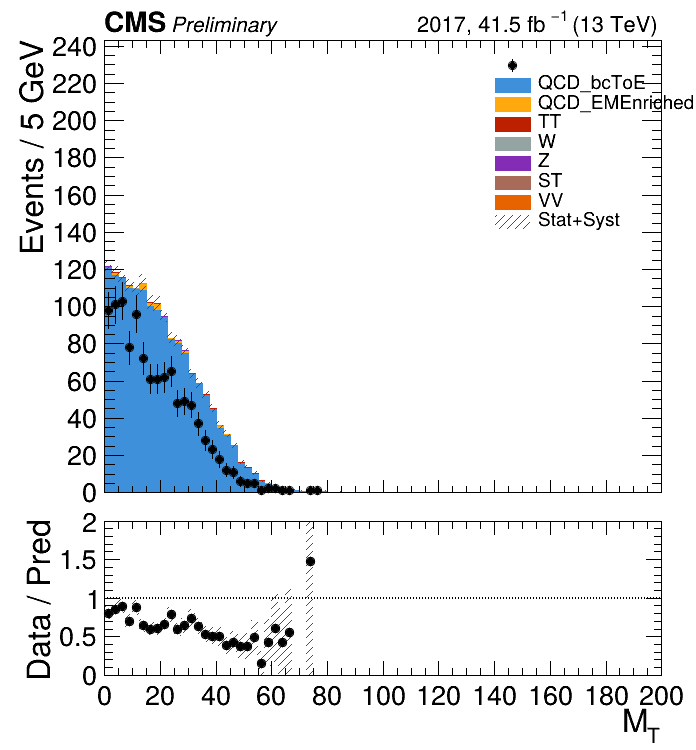 CMS Preliminary 2017, 41.5 fb⁻¹ (13 TeV)
Events / 5 GeV
240
220
200
180
160
140
120
100
80
60
40
20
0
QCD_bcToE
QCD_EMEnriched
TT
W
Z
ST
VV
Stat+Syst
Data / Pred
2
1.5
1
0.5
0
0 20 40 60 80 100 120 140 160 180 200
M_T